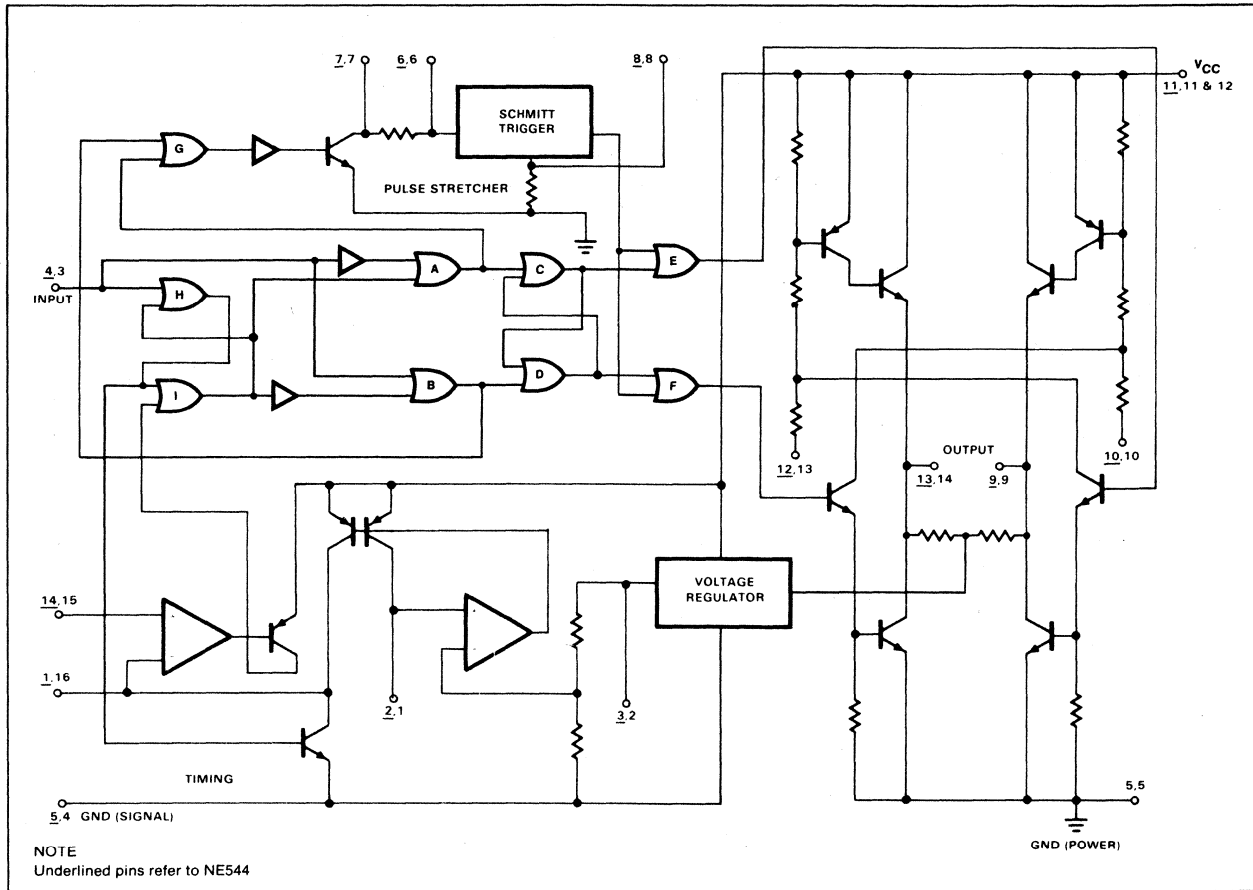 7,7
6,6
8,8
VCC
11,11 & 12
SCHMITT
TRIGGER
G
PULSE STRETCHER
4,3
INPUT
H
A
C
E
I
B
D
F
12,13
OUTPUT
13,14
9,9
10,10
14,15
1,16
2,1
3,2
VOLTAGE
REGULATOR
TIMING
5,4 GND (SIGNAL)
5,5
GND (POWER)
NOTE
Underlined pins refer to NE544